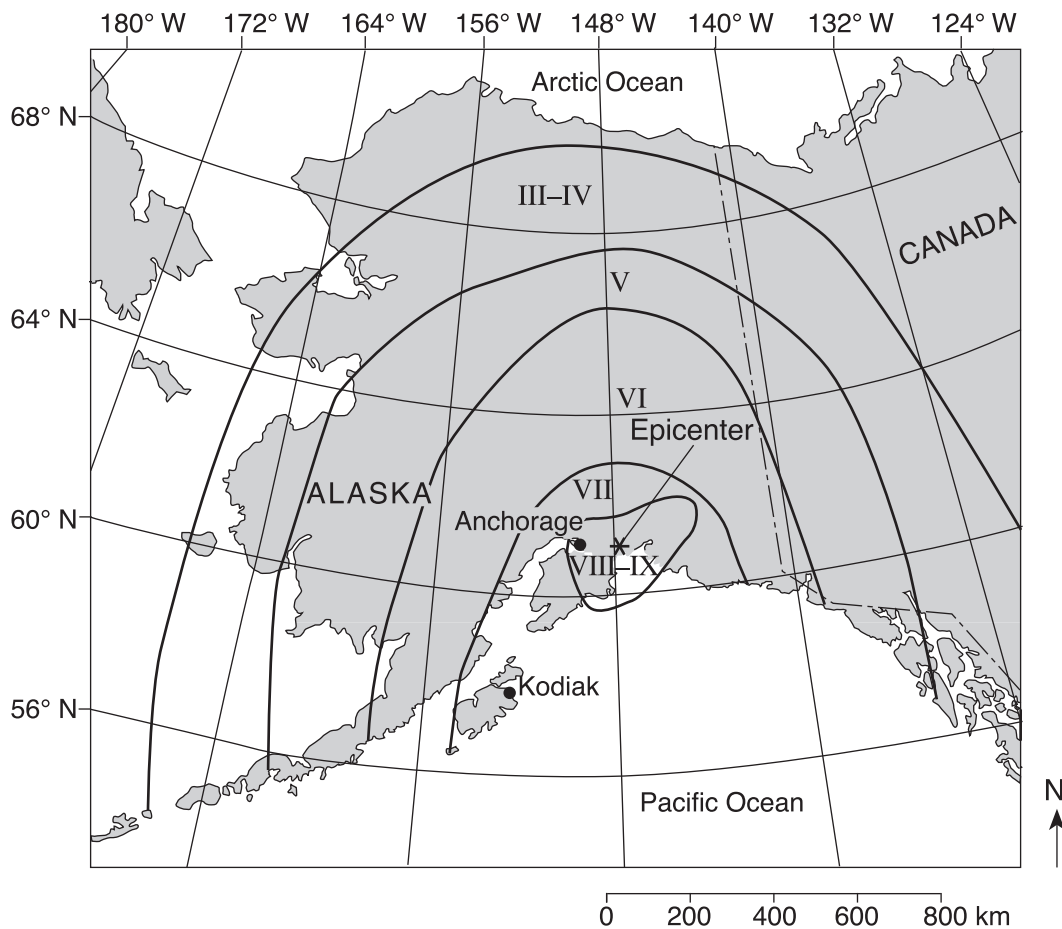 180° W 172° W 164° W 156° W 148° W 140° W 132° W 124° W
Arctic Ocean
68° N
III–IV
CANADA
V
64° N
VI
Epicenter
VII
ALASKA
60° N
Anchorage
VIII–IX
Kodiak
56° N
Pacific Ocean
N
0 200 400 600 800 km